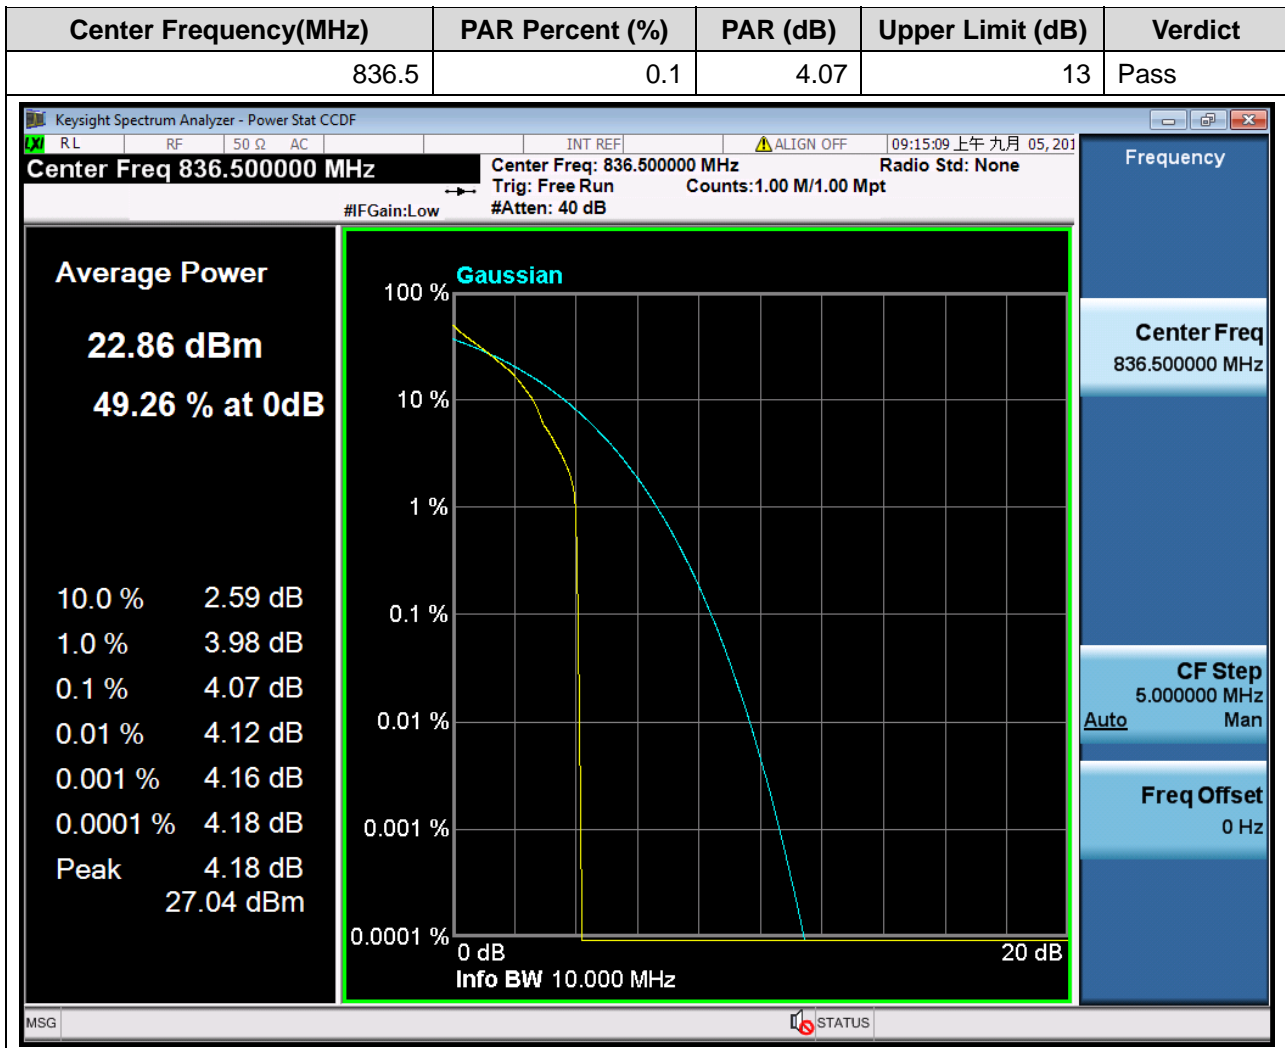 Center Frequency(MHz) PAR Percent (%) PAR (dB) Upper Limit (dB) Verdict
836.5 0.1 4.07 13 Pass
Keysight Spectrum Analyzer - Power Stat CCDF
LXI RL RF 50 Ω AC INT REF ALIGN OFF 09:15:09 上午 九月 05, 201
Center Freq 836.500000 MHz
Center Freq: 836.500000 MHz Radio Std: None
Trig: Free Run Counts:1.00 M/1.00 Mpt
#IFGain:Low #Atten: 40 dB
Average Power
22.86 dBm
49.26 % at 0dB
10.0 % 2.59 dB
1.0 % 3.98 dB
0.1 % 4.07 dB
0.01 % 4.12 dB
0.001 % 4.16 dB
0.0001 % 4.18 dB
Peak 4.18 dB
27.04 dBm
Gaussian
100 %
10 %
1 %
0.1 %
0.01 %
0.001 %
0.0001 %
0 dB 20 dB
Info BW 10.000 MHz
Frequency
Center Freq
836.500000 MHz
CF Step
5.000000 MHz
Auto Man
Freq Offset
0 Hz
MSG STATUS